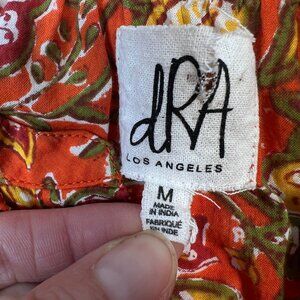 dRA
LOS ANGELES
M
MADE
IN INDIA
FABRIQUÉ
EN INDE